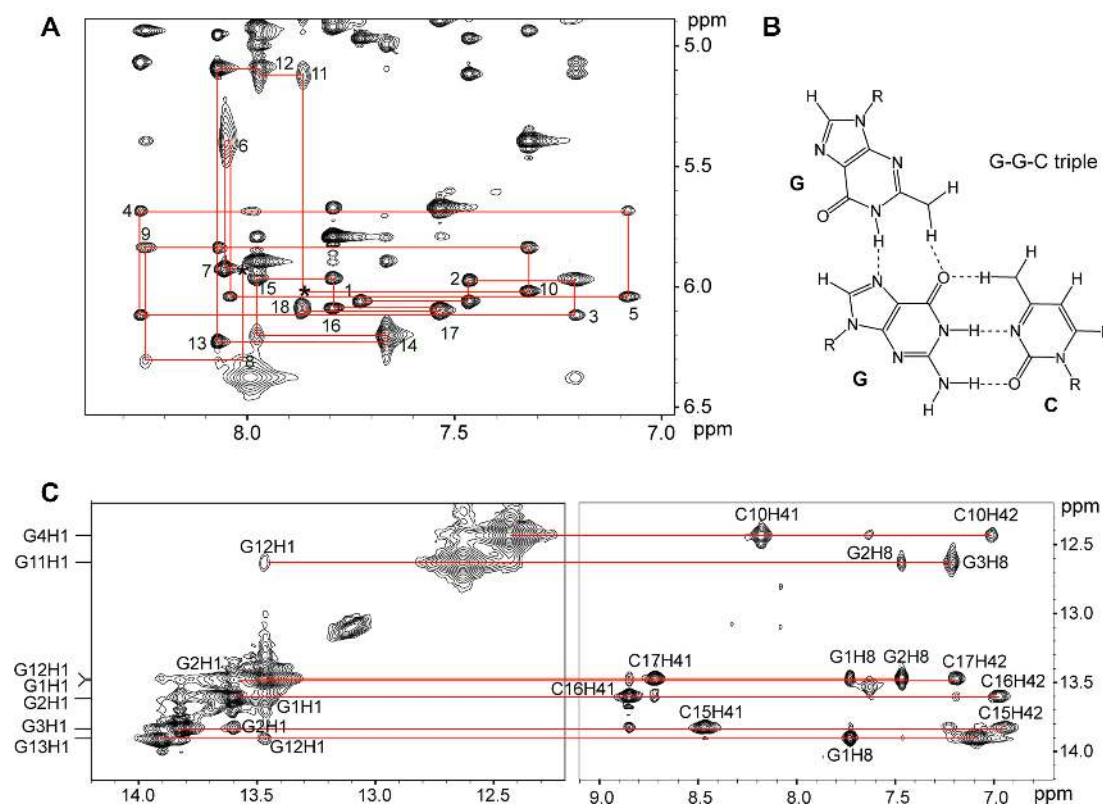 A
ppm
5.0
5.5
6.0
6.5
8.0
7.5
7.0
ppm
12
11
6
4
9
7
*
15
*
1
2
10
18
16
17
3
5
13
14
8
B
H
R
N
N
N
G
G-G-C triple
O
NH
H
H
H
N
O
H
H
N
N
H
N
R
N
N
N
R
G
N
H
O
R
H
C
C
ppm
12.5
13.0
13.5
14.0
G4H1
G11H1
G12H1
G1H1
G2H1
G3H1
G13H1
G12H1
G2H1
G1H1
G2H1
G12H1
C10H41
C10H42
G2H8
G3H8
C17H41
G1H8
G2H8
C17H42
C16H41
C16H42
C15H41
C15H42
G1H8
14.0
13.5
13.0
12.5
9.0
8.0
7.0
ppm